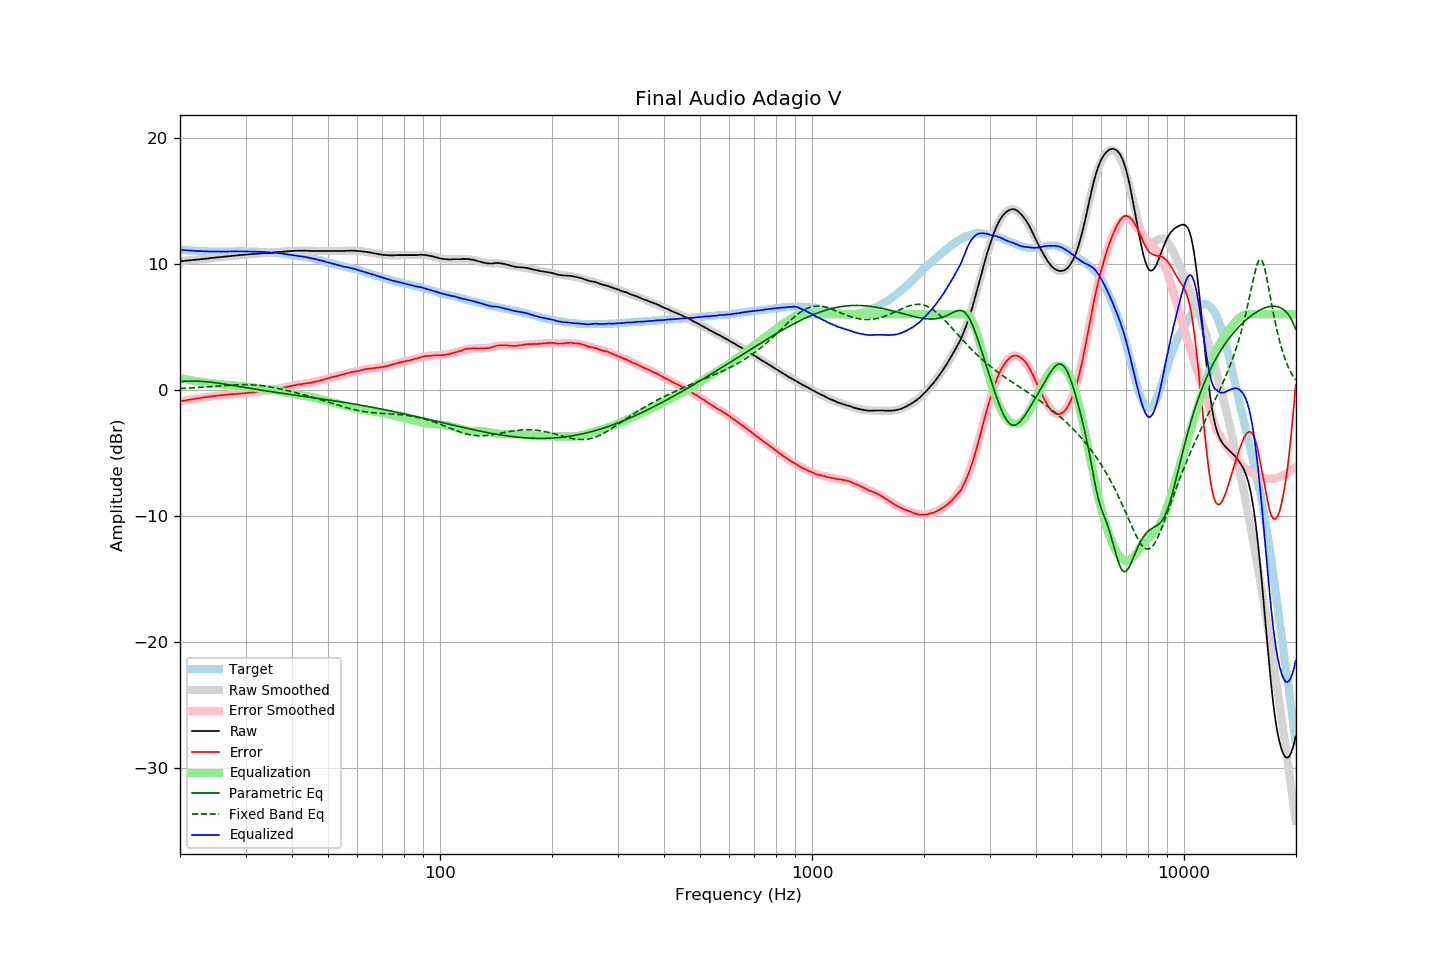 Final Audio Adagio V
20
10
0
−10
−20
−30
Amplitude (dBr)
Target
Raw Smoothed
Error Smoothed
Raw
Error
Equalization
Parametric Eq
Fixed Band Eq
Equalized
100
1000
10000
Frequency (Hz)